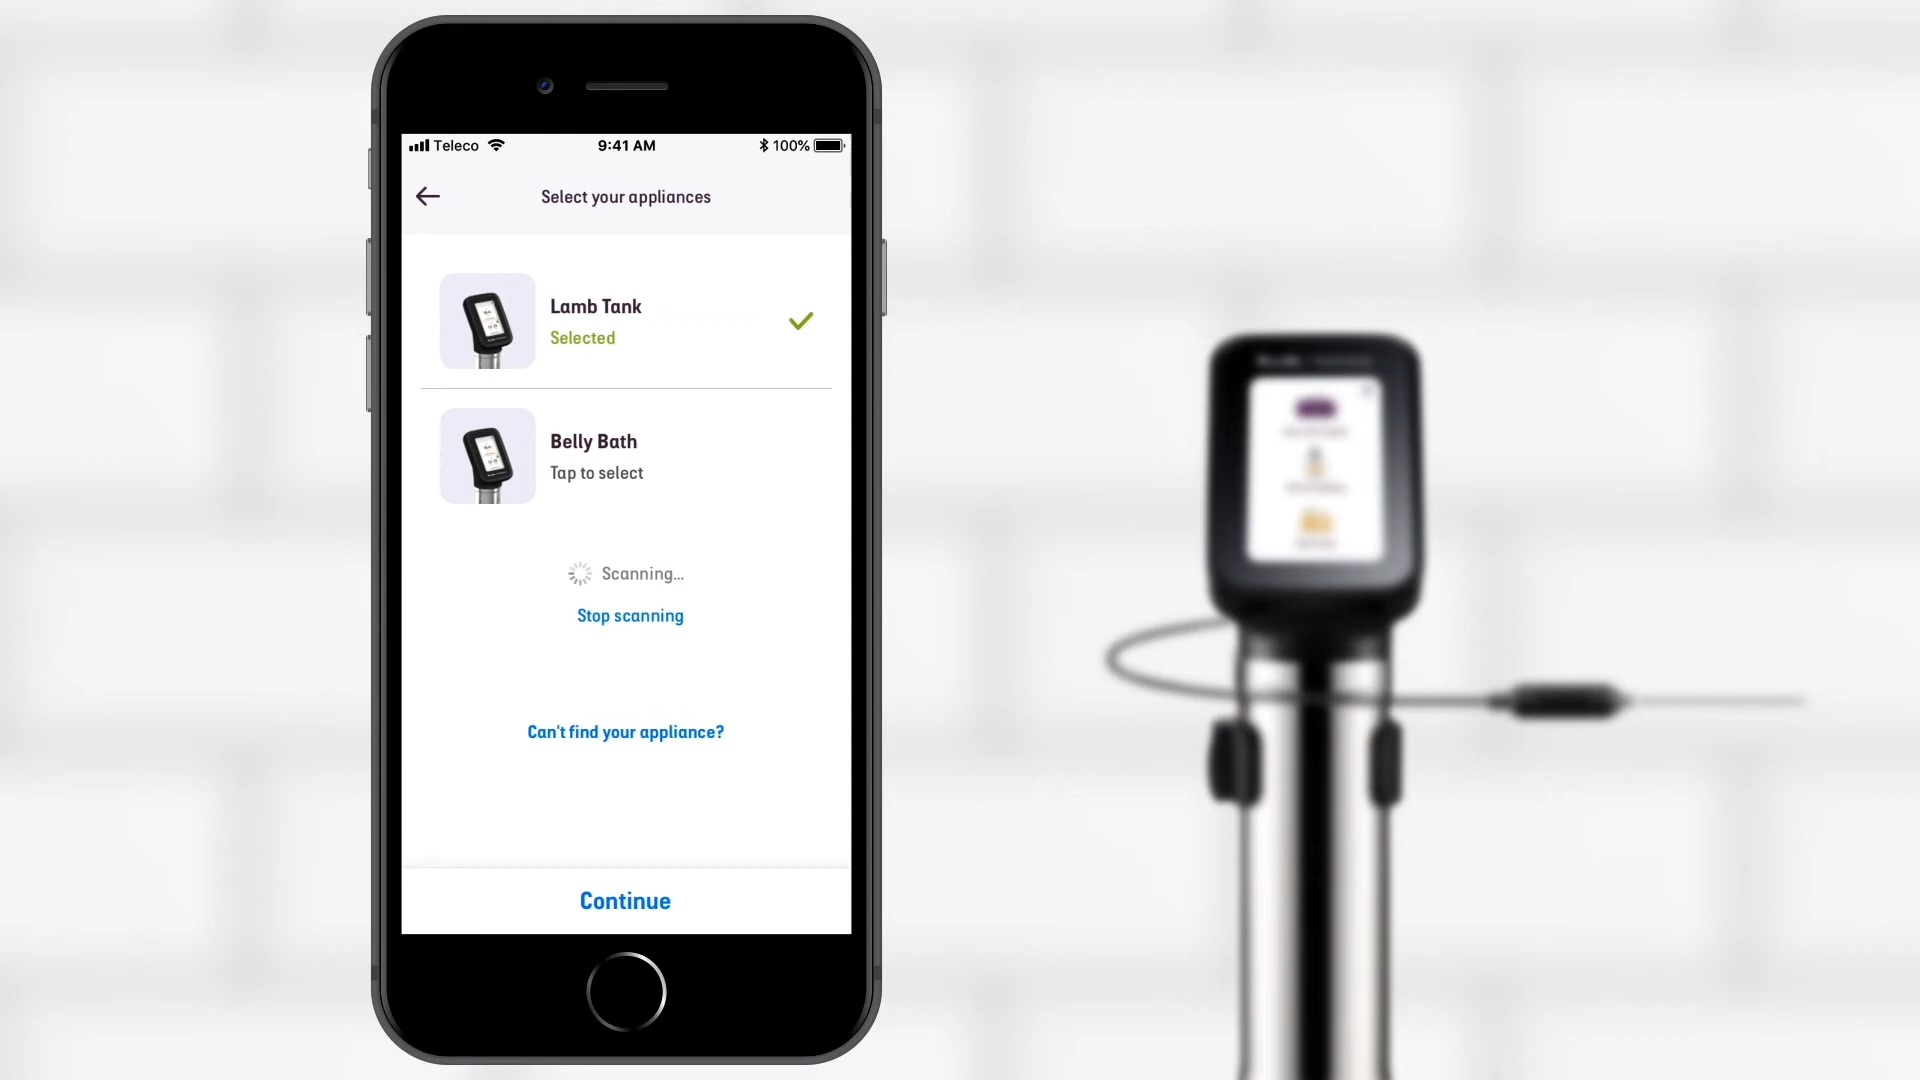 Teleco 9:41 AM 100%
Select your appliances
Lamb Tank
Selected
Belly Bath
Tap to select
Scanning...
Stop scanning
Can't find your appliance?
Continue